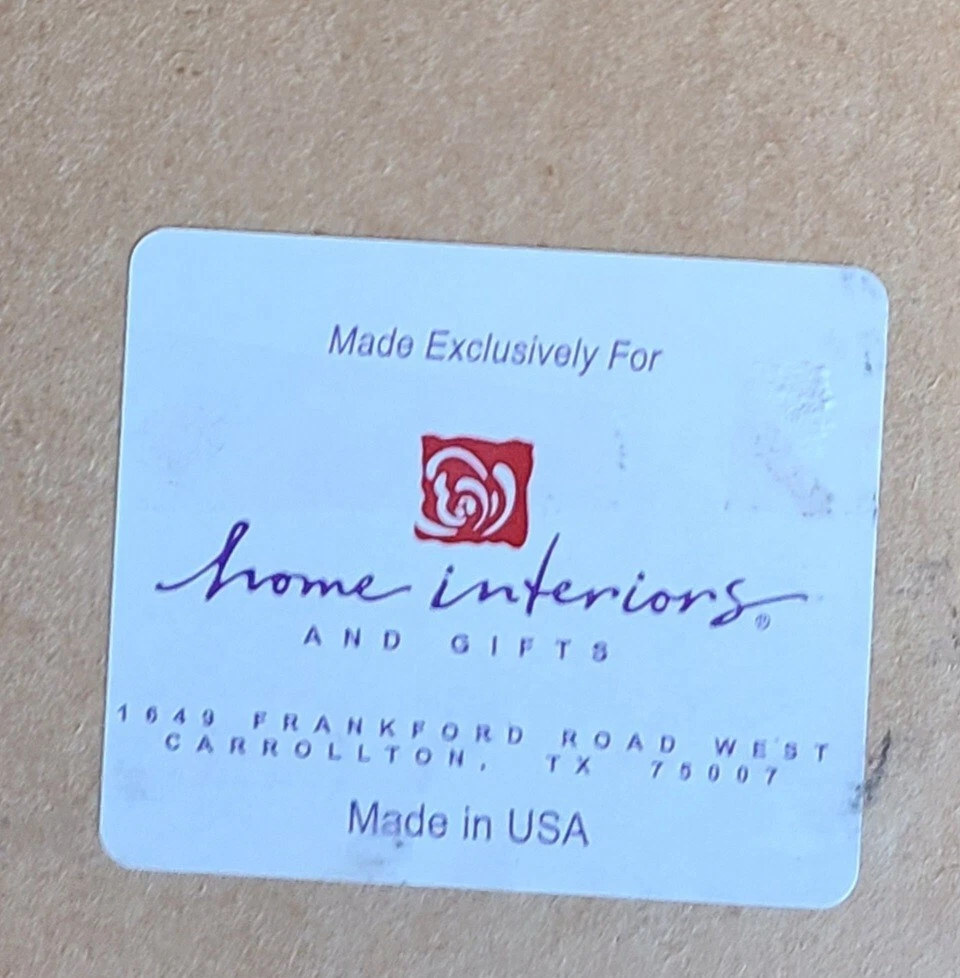 Made Exclusively For
home interiors®
AND GIFTS
1649 FRANKFORD ROAD WEST
CARROLLTON, TX 75007
Made in USA